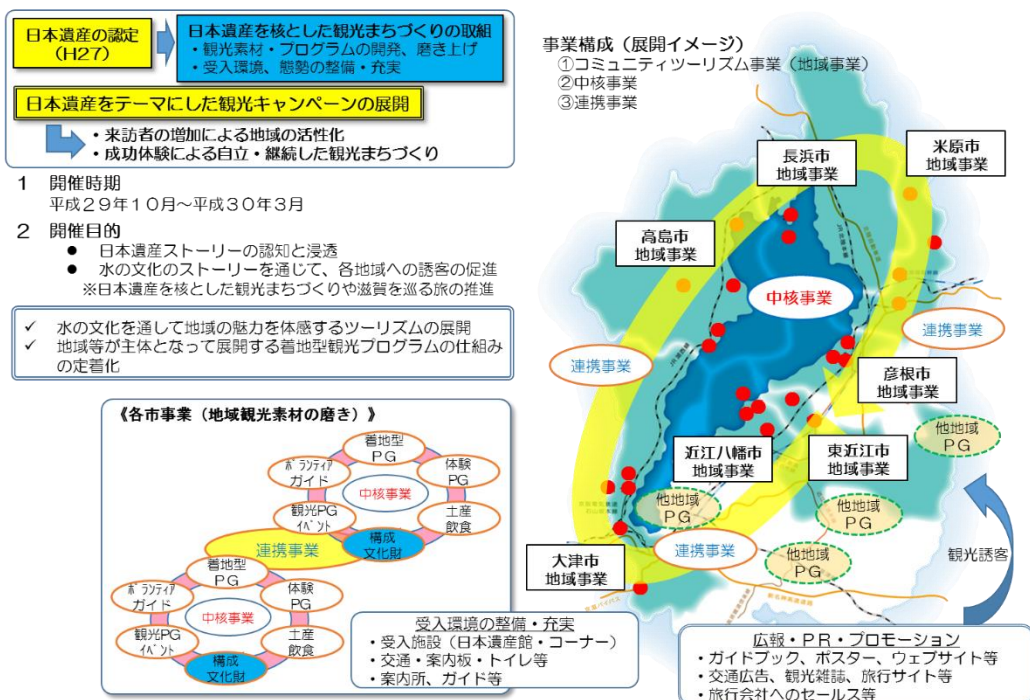 日本遺産の認定
(H27)
日本遺産を核とした観光まちづくりの取組
・観光素材・プログラムの開発、磨き上げ
・受入環境、態勢の整備・充実
日本遺産をテーマにした観光キャンペーンの展開
・来訪者の増加による地域の活性化
・成功体験による自立・継続した観光まちづくり
1 開催時期
平成29年10月～平成30年3月
2 開催目的
● 日本遺産ストーリーの認知と浸透
● 水の文化のストーリーを通じて、各地域への誘客の促進
※日本遺産を核とした観光まちづくりや滋賀を巡る旅の推進
✓ 水の文化を通して地域の魅力を体感するツーリズムの展開
✓ 地域等が主体となって展開する着地型観光プログラムの仕組み
の定着化
《各市事業（地域観光素材の磨き）》
着地型
PG
ボランティア
ガイド
体験
PG
中核事業
観光PG
イベント
土産
飲食
構成
文化財
連携事業
着地型
PG
ボランティア
ガイド
体験
PG
中核事業
観光PG
イベント
土産
飲食
構成
文化財
受入環境の整備・充実
・受入施設（日本遺産館・コーナー）
・交通・案内板・トイレ等
・案内所、ガイド等
事業構成（展開イメージ）
①コミュニティツーリズム事業（地域事業）
②中核事業
③連携事業
長浜市
地域事業
米原市
地域事業
高島市
地域事業
中核事業
連携事業
連携事業
彦根市
地域事業
近江八幡市
地域事業
東近江市
地域事業
他地域
PG
他地域
PG
他地域
PG
他地域
PG
連携事業
大津市
地域事業
観光誘客
広報・PR・プロモーション
・ガイドブック、ポスター、ウェブサイト等
・交通広告、観光雑誌、旅行サイト等
・旅行会社へのセールス等